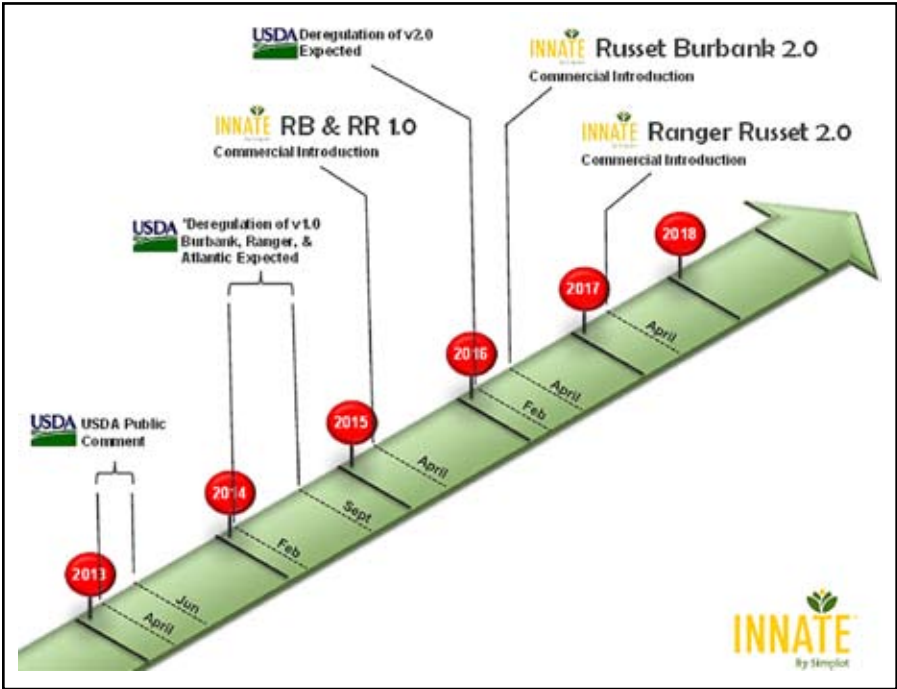 USDA Deregulation of v2.0
Expected
INNATE Russet Burbank 2.0
Commercial Introduction
INNATE RB & RR 1.0
Commercial Introduction
INNATE Ranger Russet 2.0
Commercial Introduction
USDA *Deregulation of v1.0
Burbank, Ranger, &
Atlantic Expected
USDA USDA Public
Comment
2013
April
Jun
2014
Feb
Sept
2015
April
2016
Feb
April
2017
April
2018
INNATE
By Simplot